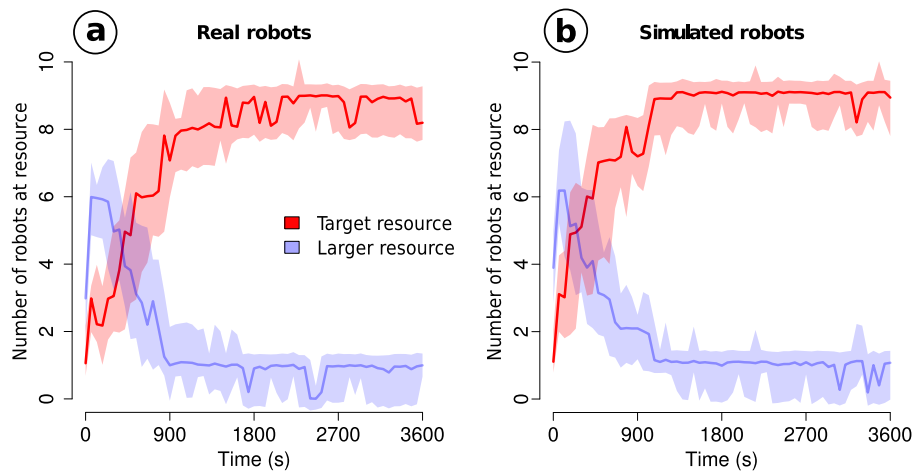 a
Real robots
Number of robots at resource
0
2
4
6
8
10
Target resource
Larger resource
0
900
1800
2700
3600
Time (s)
b
Simulated robots
Number of robots at resource
0
2
4
6
8
10
0
900
1800
2700
3600
Time (s)